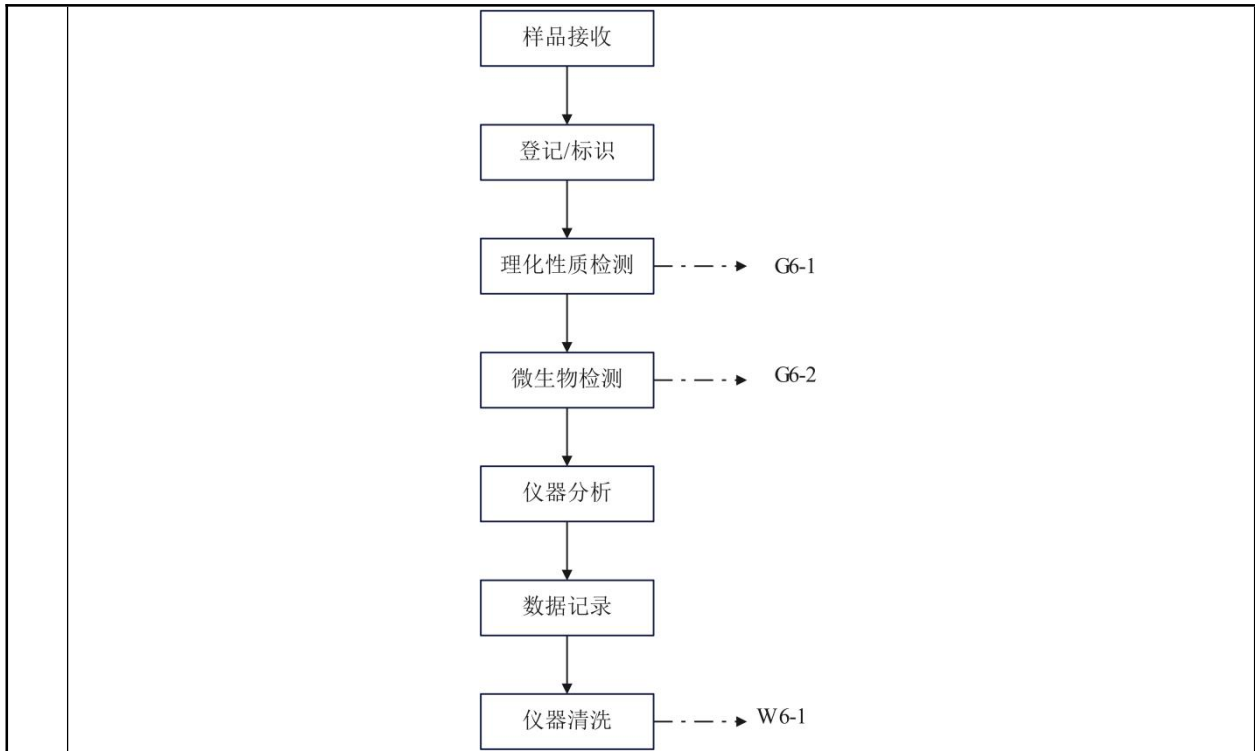 样品接收
登记/标识
理化性质检测
G6-1
微生物检测
G6-2
仪器分析
数据记录
仪器清洗
W6-1